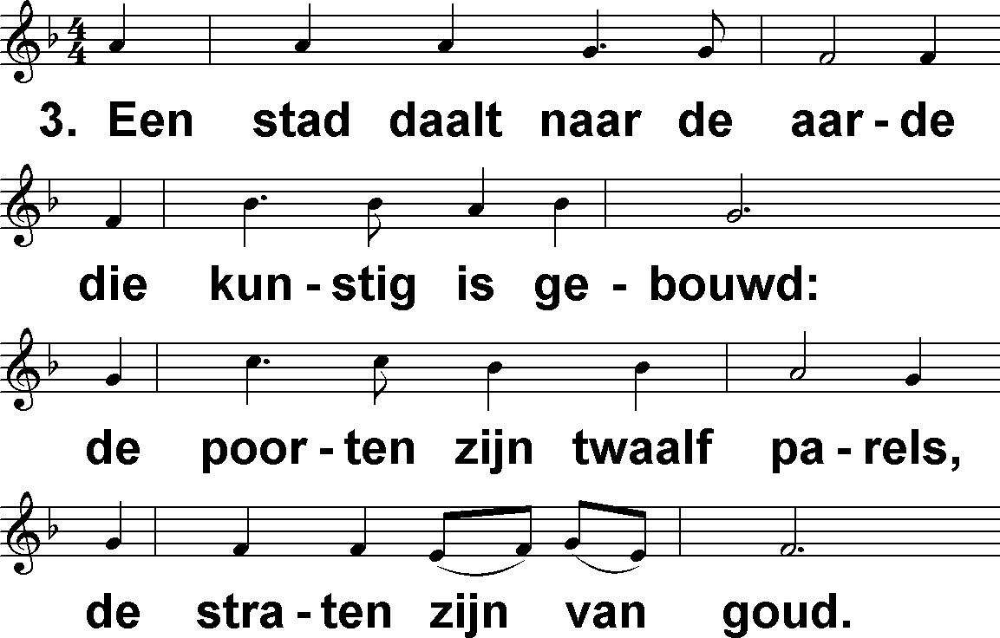 3. Een stad daalt naar de aar - de
die kun - stig is ge - bouwd:
de poor - ten zijn twaalf pa - rels,
de stra - ten zijn van goud.